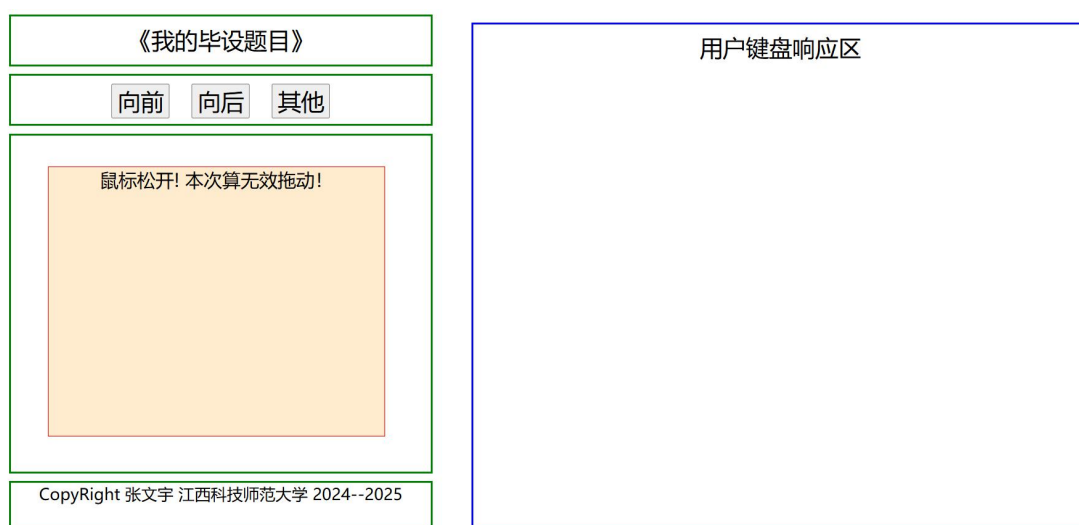 《我的毕设题目》
向前 向后 其他
鼠标松开! 本次算无效拖动!
CopyRight 张文宇 江西科技师范大学 2024--2025
用户键盘响应区